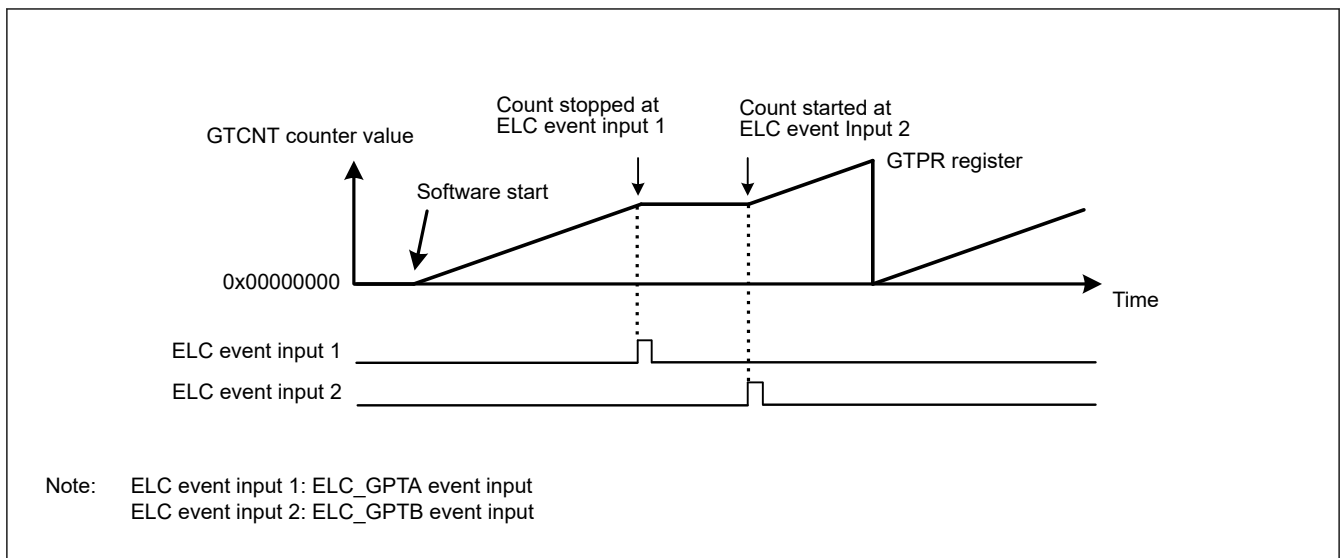 Count stopped at
ELC event input 1
Count started at
ELC event Input 2
GTCNT counter value
GTPR register
Software start
0x00000000
Time
ELC event input 1
ELC event input 2
Note: ELC event input 1: ELC_GPTA event input
ELC event input 2: ELC_GPTB event input